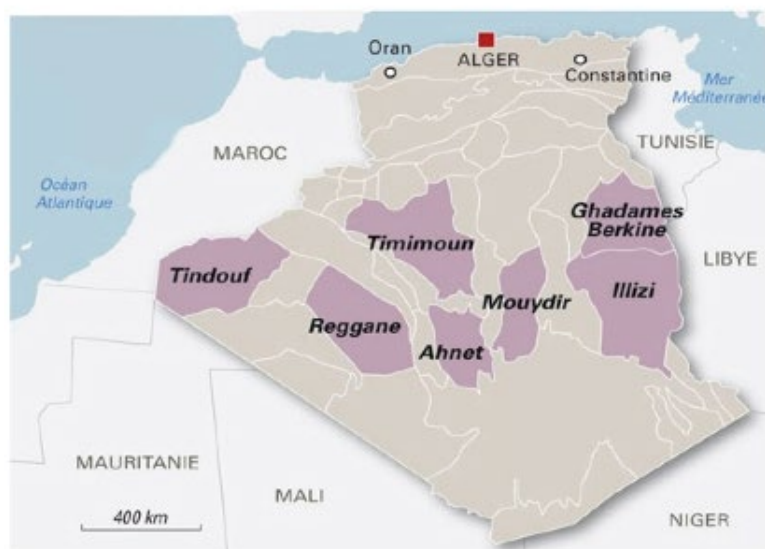 Oran
ALGER
Constantine
Mer
Méditerranée
TUNISIE
MAROC
Océan
Atlantique
Ghadames
Berkine
Timimoun
LIBYE
Tindouf
Illizi
Mouydir
Reggane
Ahnet
MAURITANIE
MALI
400 km
NIGER